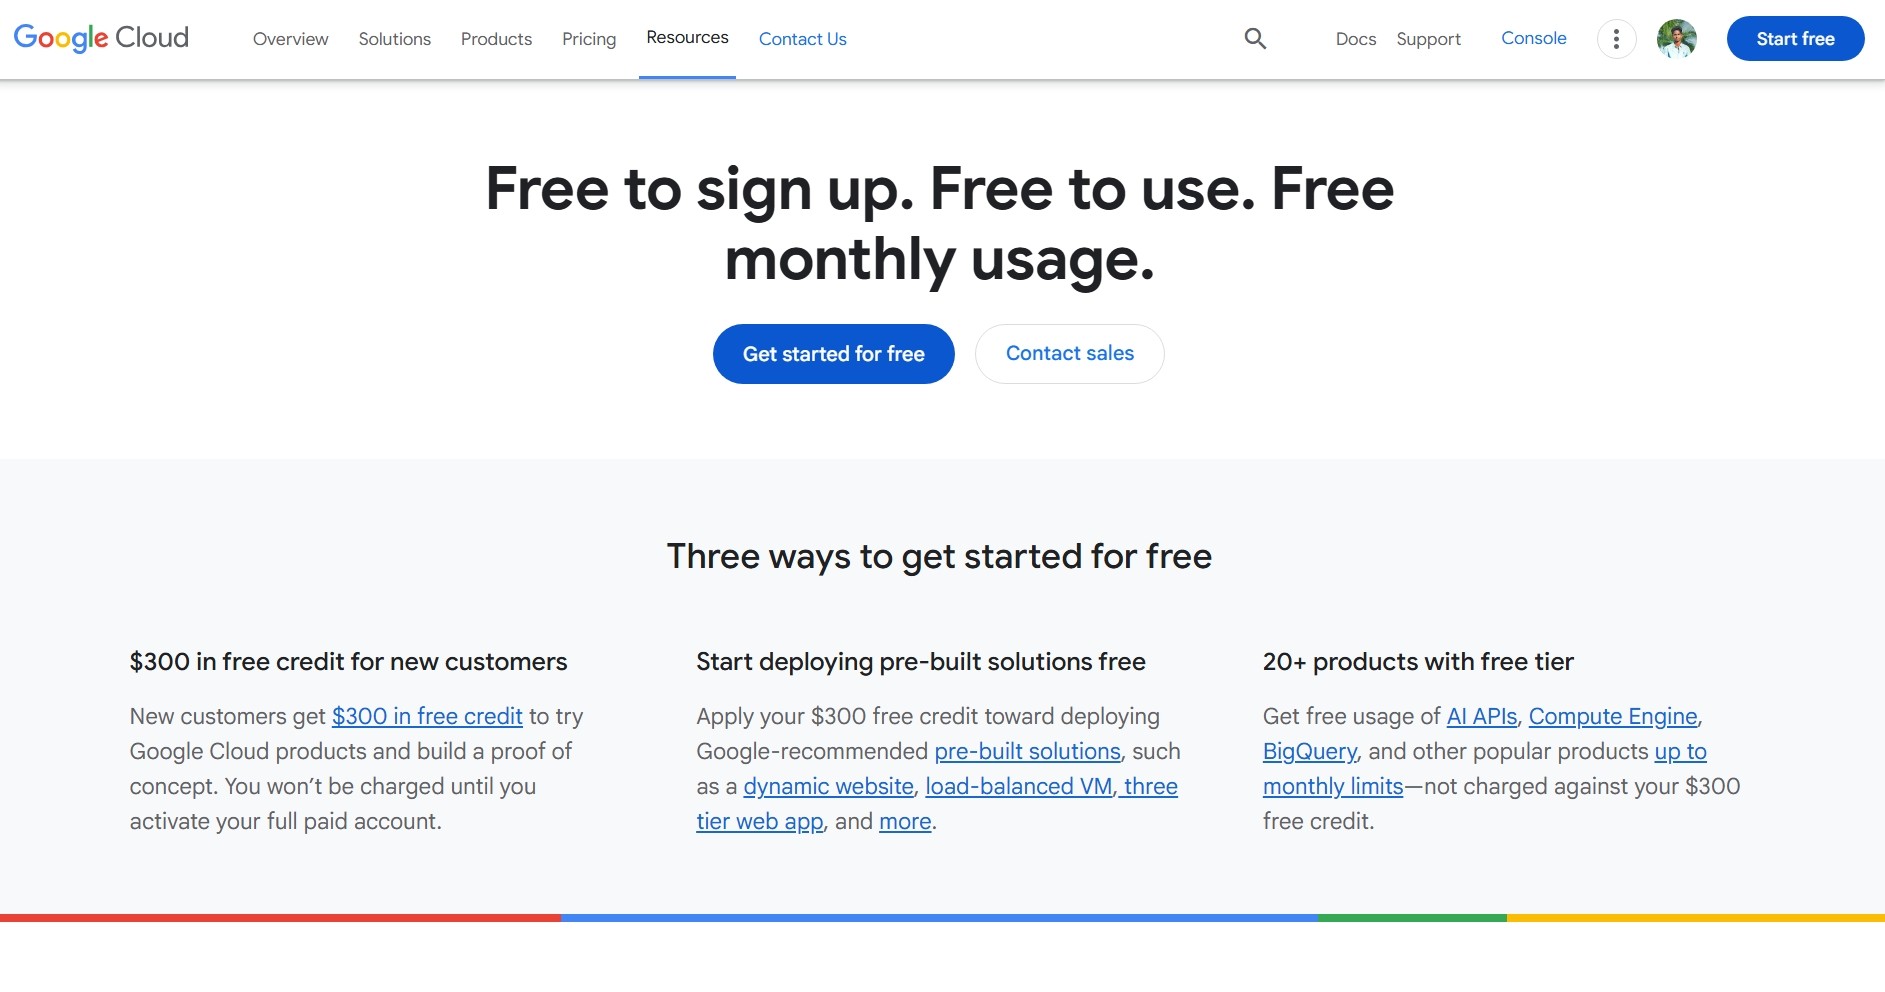 Google Cloud
Overview
Solutions
Products
Pricing
Resources
Contact Us
Docs
Support
Console
Start free
Free to sign up. Free to use. Free
monthly usage.
Get started for free
Contact sales
Three ways to get started for free
$300 in free credit for new customers
New customers get $300 in free credit to try
Google Cloud products and build a proof of
concept. You won’t be charged until you
activate your full paid account.
Start deploying pre-built solutions free
Apply your $300 free credit toward deploying
Google-recommended pre-built solutions, such
as a dynamic website, load-balanced VM, three
tier web app, and more.
20+ products with free tier
Get free usage of AI APIs, Compute Engine,
BigQuery, and other popular products up to
monthly limits—not charged against your $300
free credit.